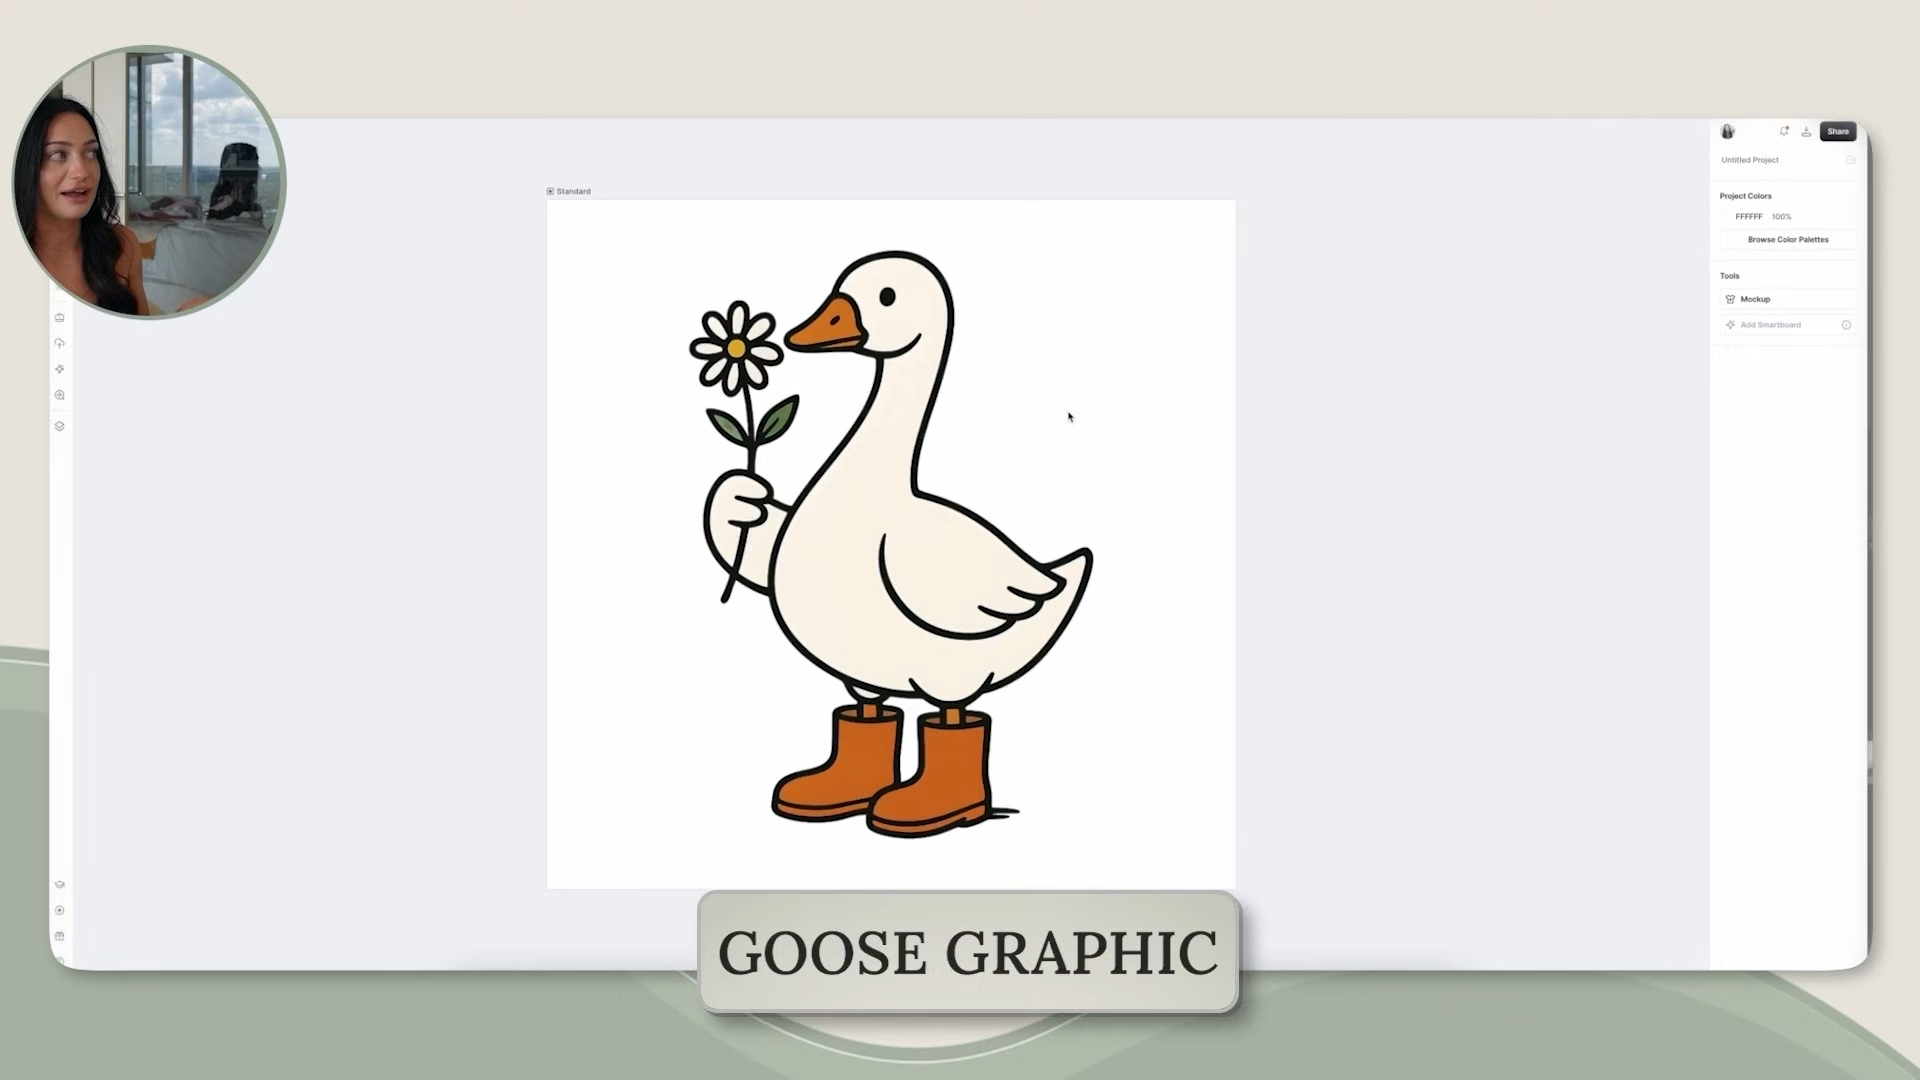 Share
Untitled Project
Standard
Project Colors
FFFFFF 100%
Browse Color Palettes
Tools
Mockup
Add Smartboard
GOOSE GRAPHIC